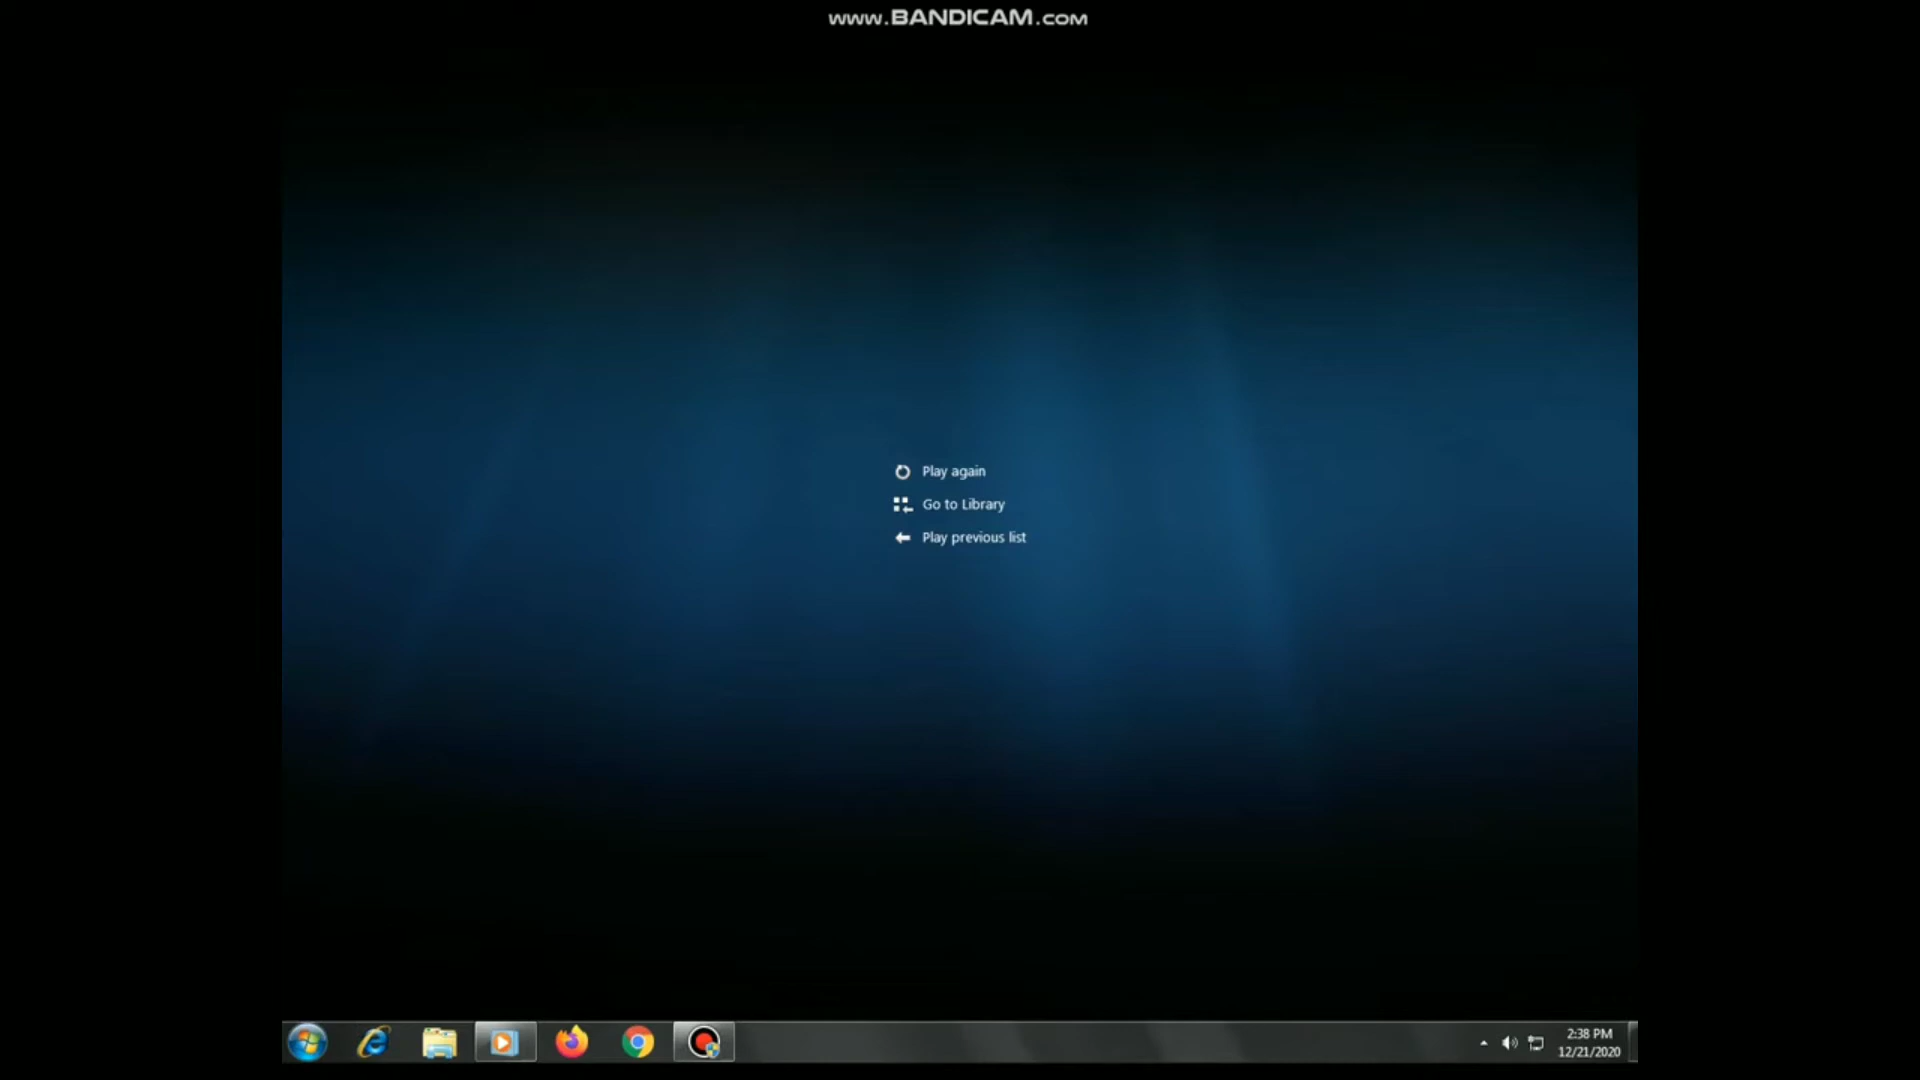 www.BANDICAM.com
Play again
Go to Library
Play previous list
2:38 PM
12/21/2020